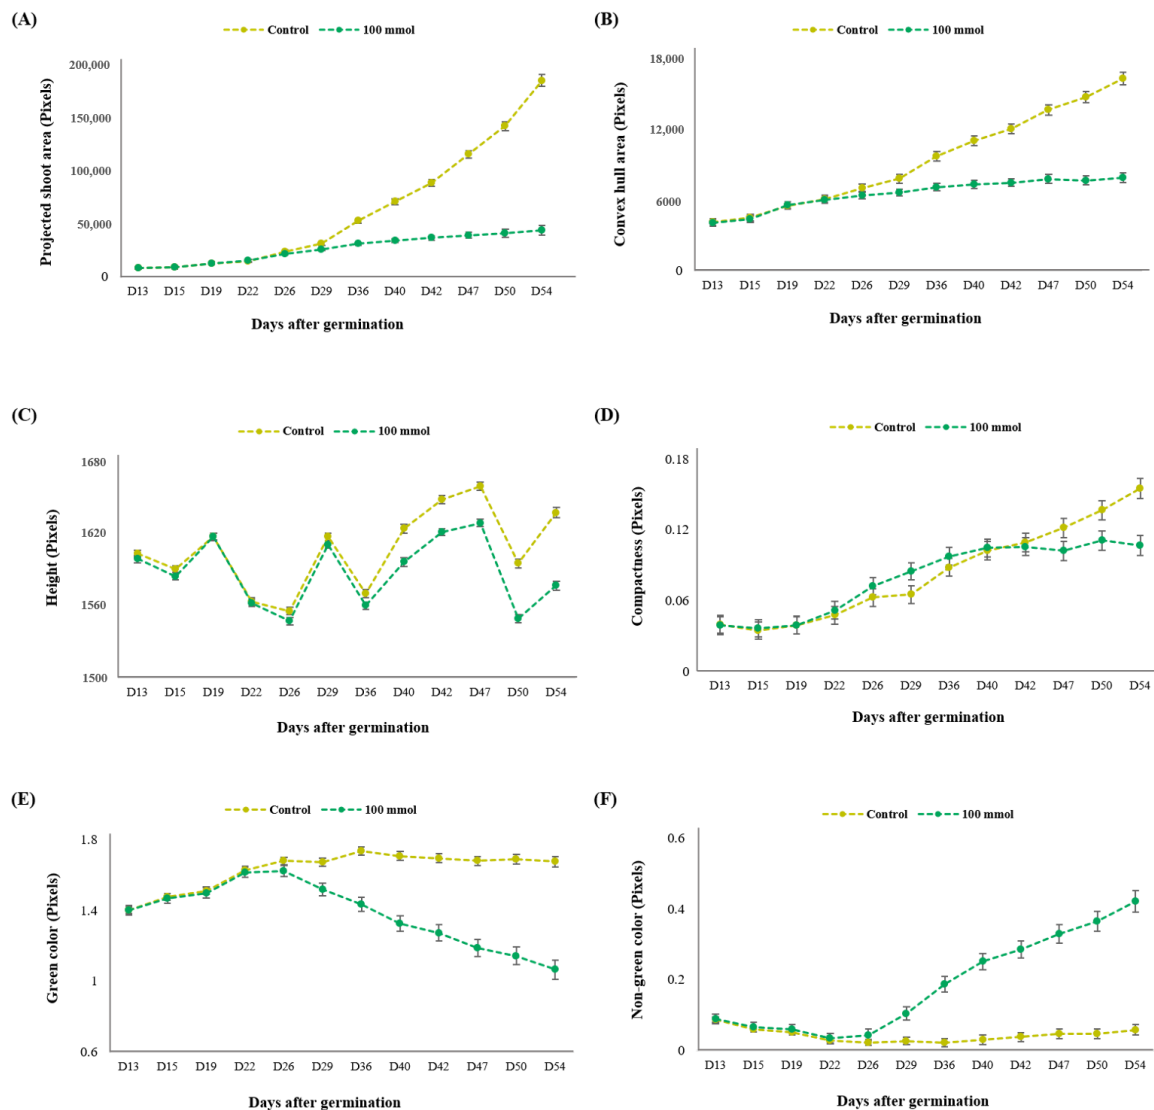 (A)
Control 100 mmol
Projected shoot area (Pixels)
200,000
150,000
100,000
50,000
0
D13 D15 D19 D22 D26 D29 D36 D40 D42 D47 D50 D54
Days after germination
(B)
Control 100 mmol
Convex hull area (Pixels)
18,000
12,000
6000
0
D13 D15 D19 D22 D26 D29 D36 D40 D42 D47 D50 D54
Days after germination
(C)
Control 100 mmol
Height (Pixels)
1680
1620
1560
1500
D13 D15 D19 D22 D26 D29 D36 D40 D42 D47 D50 D54
Days after germination
(D)
Control 100 mmol
Compactness (Pixels)
0.18
0.12
0.06
0
D13 D15 D19 D22 D26 D29 D36 D40 D42 D47 D50 D54
Days after germination
(E)
Control 100 mmol
Green color (Pixels)
1.8
1.4
1
0.6
D13 D15 D19 D22 D26 D29 D36 D40 D42 D47 D50 D54
Days after germination
(F)
Control 100 mmol
Non-green color (Pixels)
0.6
0.4
0.2
0
D13 D15 D19 D22 D26 D29 D36 D40 D42 D47 D50 D54
Days after germination